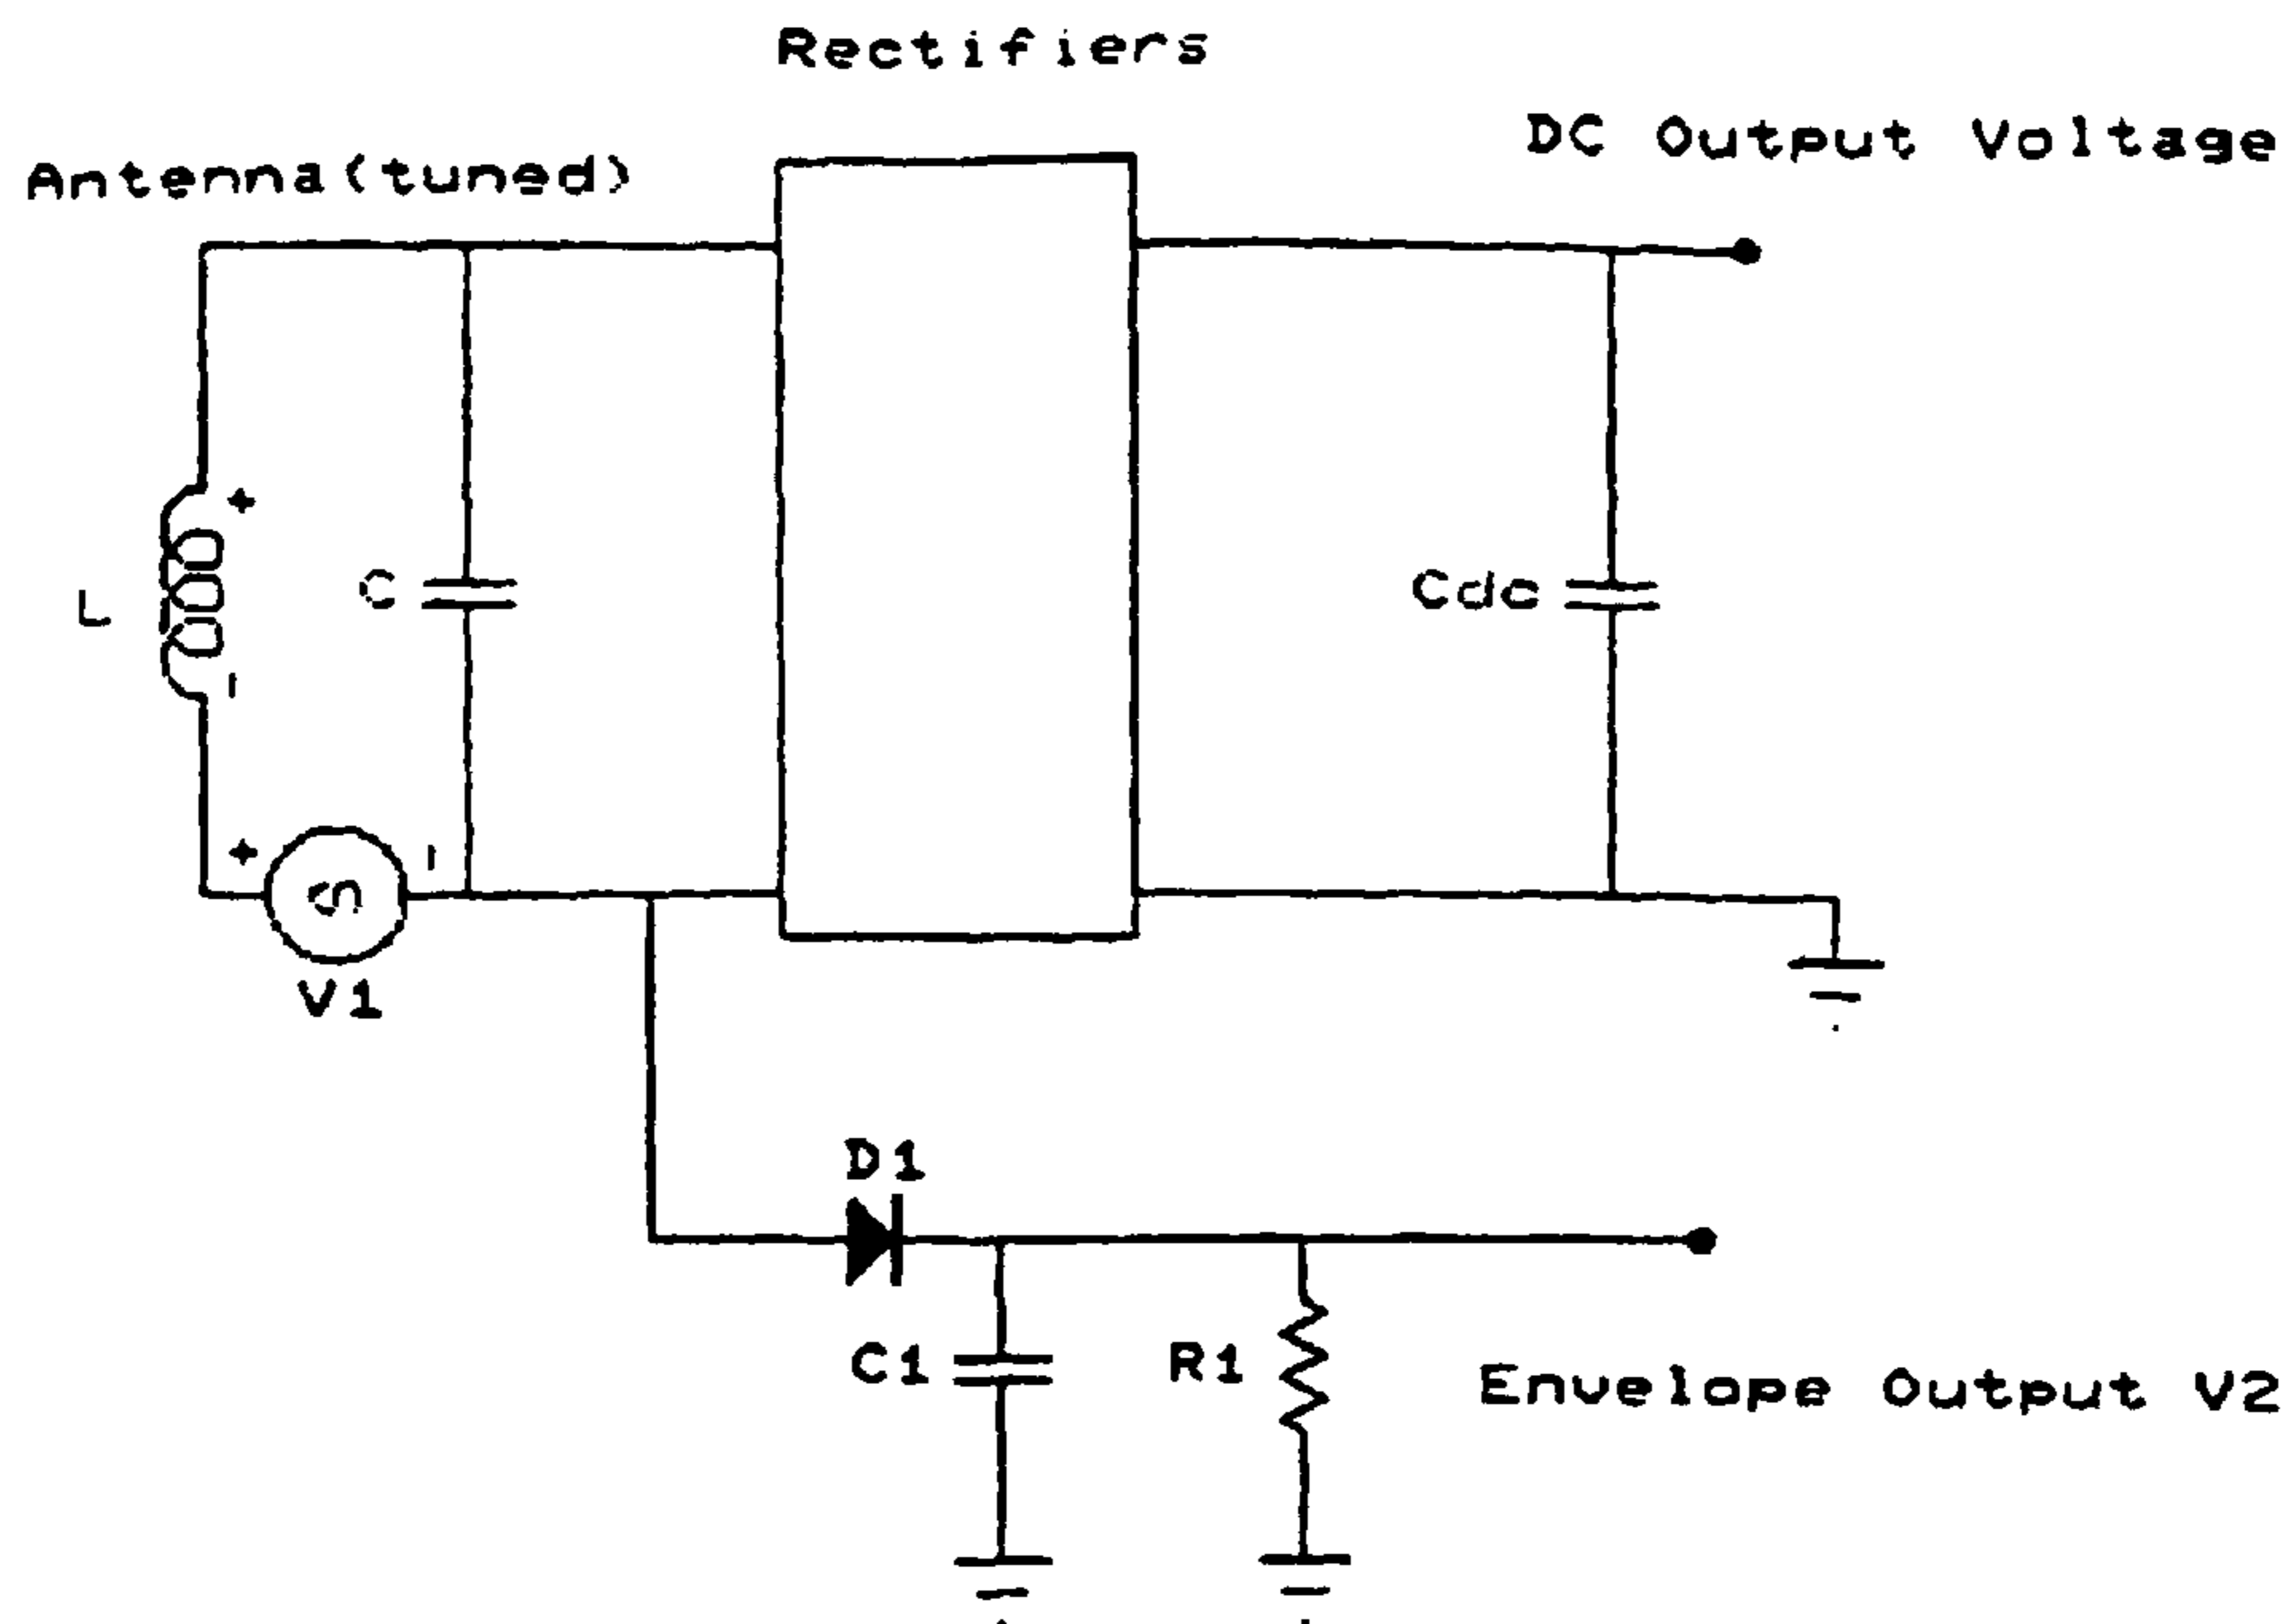 Rectifiers
DC Output Voltage
Antenna(tuned)
+
L
C
Cdc
-
+
-
V1
D1
C1
R1
Envelope Output V2